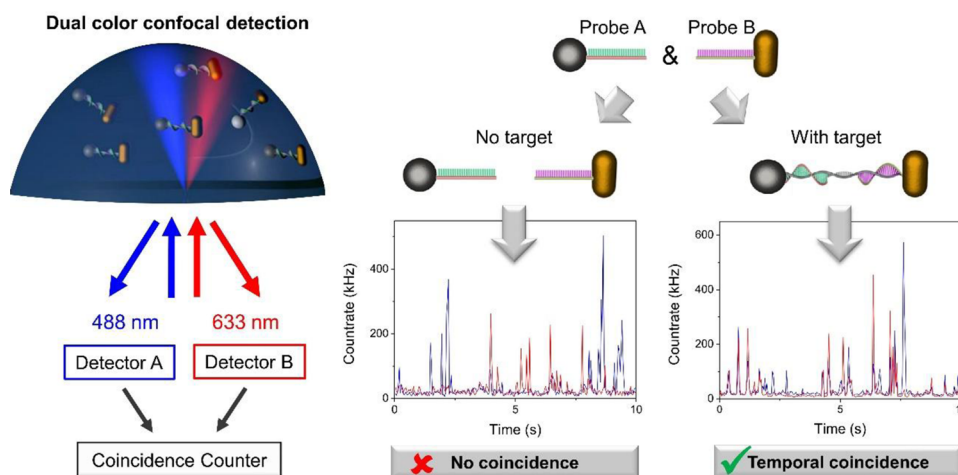 Dual color confocal detection
488 nm
633 nm
Detector A
Detector B
Coincidence Counter
Probe A
&
Probe B
No target
With target
Countrate (kHz)
400
200
0
0
5
10
Time (s)
Countrate (kHz)
600
400
200
0
0
5
10
Time (s)
No coincidence
Temporal coincidence